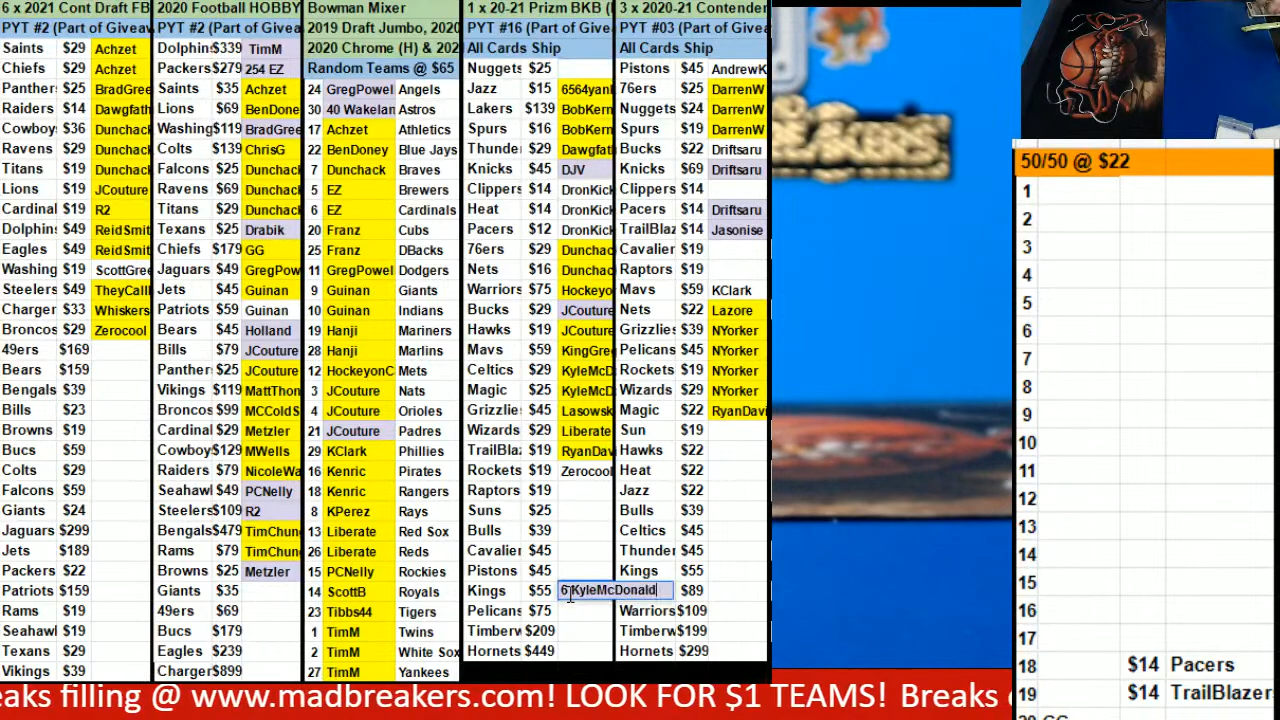 6 x 2021 Cont Draft FB
PYT #2 (Part of Giveaw
Saints $29 Achzet
Chiefs $29 Achzet
Panther $25 BradGree
Raiders $14 Dawgfath
Cowboy $36 Dunchack
Ravens $29 Dunchack
Titans $19 Dunchack
Lions $19 JCouture
Cardinal $19 R2
Dolphin $49 ReidSmit
Eagles $49 ReidSmit
Washing $19 ScottGree
Steelers $49 TheyCalll
Charger $33 Whiskers
Broncos $29 Zerocool
49ers $169
Bears $159
Bengals $39
Bills $23
Browns $19
Bucs $59
Colts $29
Falcons $59
Giants $24
Jaguars $299
Jets $189
Packers $22
Patriots $159
Rams $19
Seahawl $19
Texans $29
Vikings $39
2020 Football HOBBY
PYT #2 (Part of Givea
Dolphins $339 TimM
Packers $279 254 EZ
Saints $35 Achzet
Lions $69 BenDone
Washing $119 BradGree
Colts $139 ChrisG
Falcons $25 Dunchack
Ravens $69 Dunchack
Titans $29 Dunchack
Texans $25 Drabik
Chiefs $179 GG
Jaguars $49 GregPow
Jets $45 Guinan
Patriots $59 Guinan
Bears $45 Holland
Bills $79 JCouture
Panther $25 JCouture
Vikings $119 MattThon
Broncos $99 MCColdS
Cardinal $29 Metzler
Cowboy $129 MWells
Raiders $79 NicoleWa
Seahawl $49 PCNelly
Steelers $109 R2
Bengals $479 TimChun
Rams $79 TimChun
Browns $25 Metzler
Giants $35
49ers $69
Bucs $179
Eagles $239
Charger $899
Bowman Mixer
2019 Draft Jumbo, 2020
2020 Chrome (H) & 202
Random Teams @ $65
24 GregPowel Angels
30 40 Wakelan Astros
17 Achzet Athletics
22 BenDoney Blue Jays
7 Dunchack Braves
5 EZ Brewers
6 EZ Cardinals
20 Franz Cubs
25 Franz DBacks
11 GregPowel Dodgers
9 Guinan Giants
10 Guinan Indians
19 Hanji Mariners
28 Hanji Marlins
12 HockeyonC Mets
3 JCouture Nats
4 JCouture Orioles
21 JCouture Padres
29 KClark Phillies
16 Kenric Pirates
18 Kenric Rangers
8 KPerez Rays
13 Liberate Red Sox
26 Liberate Reds
15 PCNelly Rockies
14 ScottB Royals
23 Tibbs44 Tigers
1 TimM Twins
2 TimM White Sox
27 TimM Yankees
1 x 20-21 Prizm BKB (
PYT #16 (Part of Givea
All Cards Ship
Nuggets $25
Jazz $15 6564yank
Lakers $139 BobKern
Spurs $16 BobKern
Thunde $29 Dawgfath
Knicks $45 DJV
Clippers $14 DronKick
Heat $14 DronKick
Pacers $12 DronKick
76ers $29 Dunchac
Nets $16 Dunchac
Warriors $75 Hockeyo
Bucks $29 JCouture
Hawks $19 JCouture
Mavs $59 KingGre
Celtics $29 KyleMcD
Magic $25 KyleMcD
Grizzlie $45 Lasowsk
Wizards $29 Liberate
TrailBlaz $19 RyanDav
Rockets $19 Zerocool
Raptors $19
Suns $25
Bulls $39
Cavalier $45
Pistons $45
Kings $55 6 KyleMcDonald
Pelicans $75
Timberw $209
Hornets $449
3 x 2020-21 Contender
PYT #03 (Part of Givea
All Cards Ship
Pistons $45 AndrewK
76ers $25 DarrenW
Nuggets $24 DarrenW
Spurs $19 DarrenW
Bucks $22 Driftsaru
Knicks $69 Driftsaru
Clippers $14
Pacers $14 Driftsaru
TrailBlaz $14 Jasonise
Cavalier $19
Raptors $19
Mavs $59 KClark
Nets $22 Lazore
Grizzlies $39 NYorker
Pelicans $45 NYorker
Rockets $19 NYorker
Wizards $29 NYorker
Magic $22 RyanDavi
Sun $19
Hawks $22
Heat $22
Jazz $22
Bulls $39
Celtics $45
Thunder $45
Kings $55
$89
Warriors $109
Timberw $199
Hornets $299
50/50 @ $22
1
2
3
4
5
6
7
8
9
10
11
12
13
14
15
16
17
18 $14 Pacers
19 $14 TrailBlazer
eaks filling @ www.madbreakers.com! LOOK FOR $1 TEAMS! Breaks